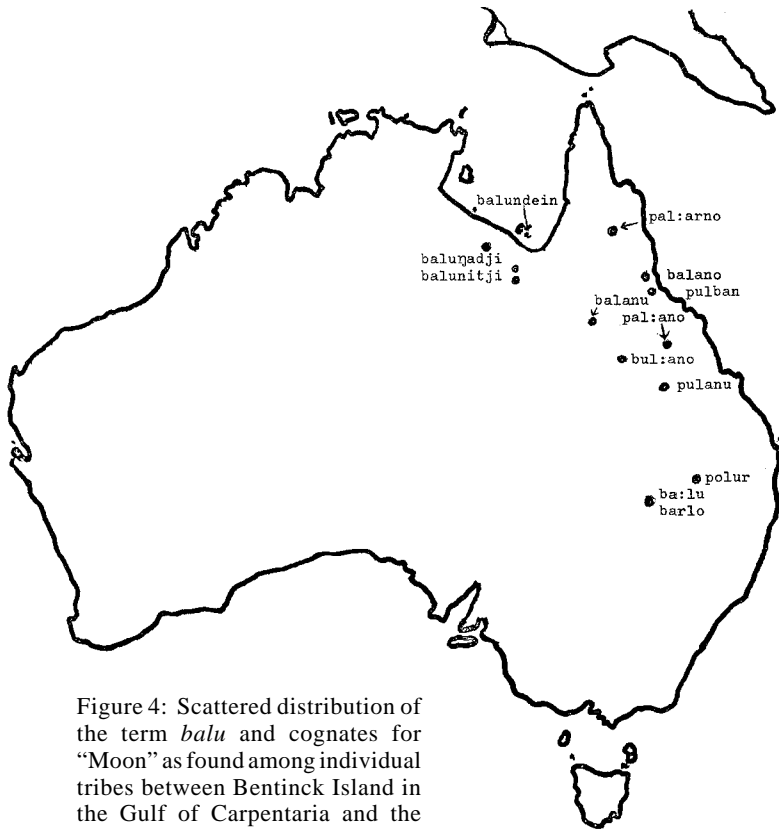 balundein
pal:arno
baluŋadji
balunitji
balano
pulban
balanu
pal:ano
bul:ano
pulanu
polur
ba:lu
barlo
Figure 4: Scattered distribution of
the term balu and cognates for
“Moon” as found among individual
tribes between Bentinck Island in
the Gulf of Carpentaria and the